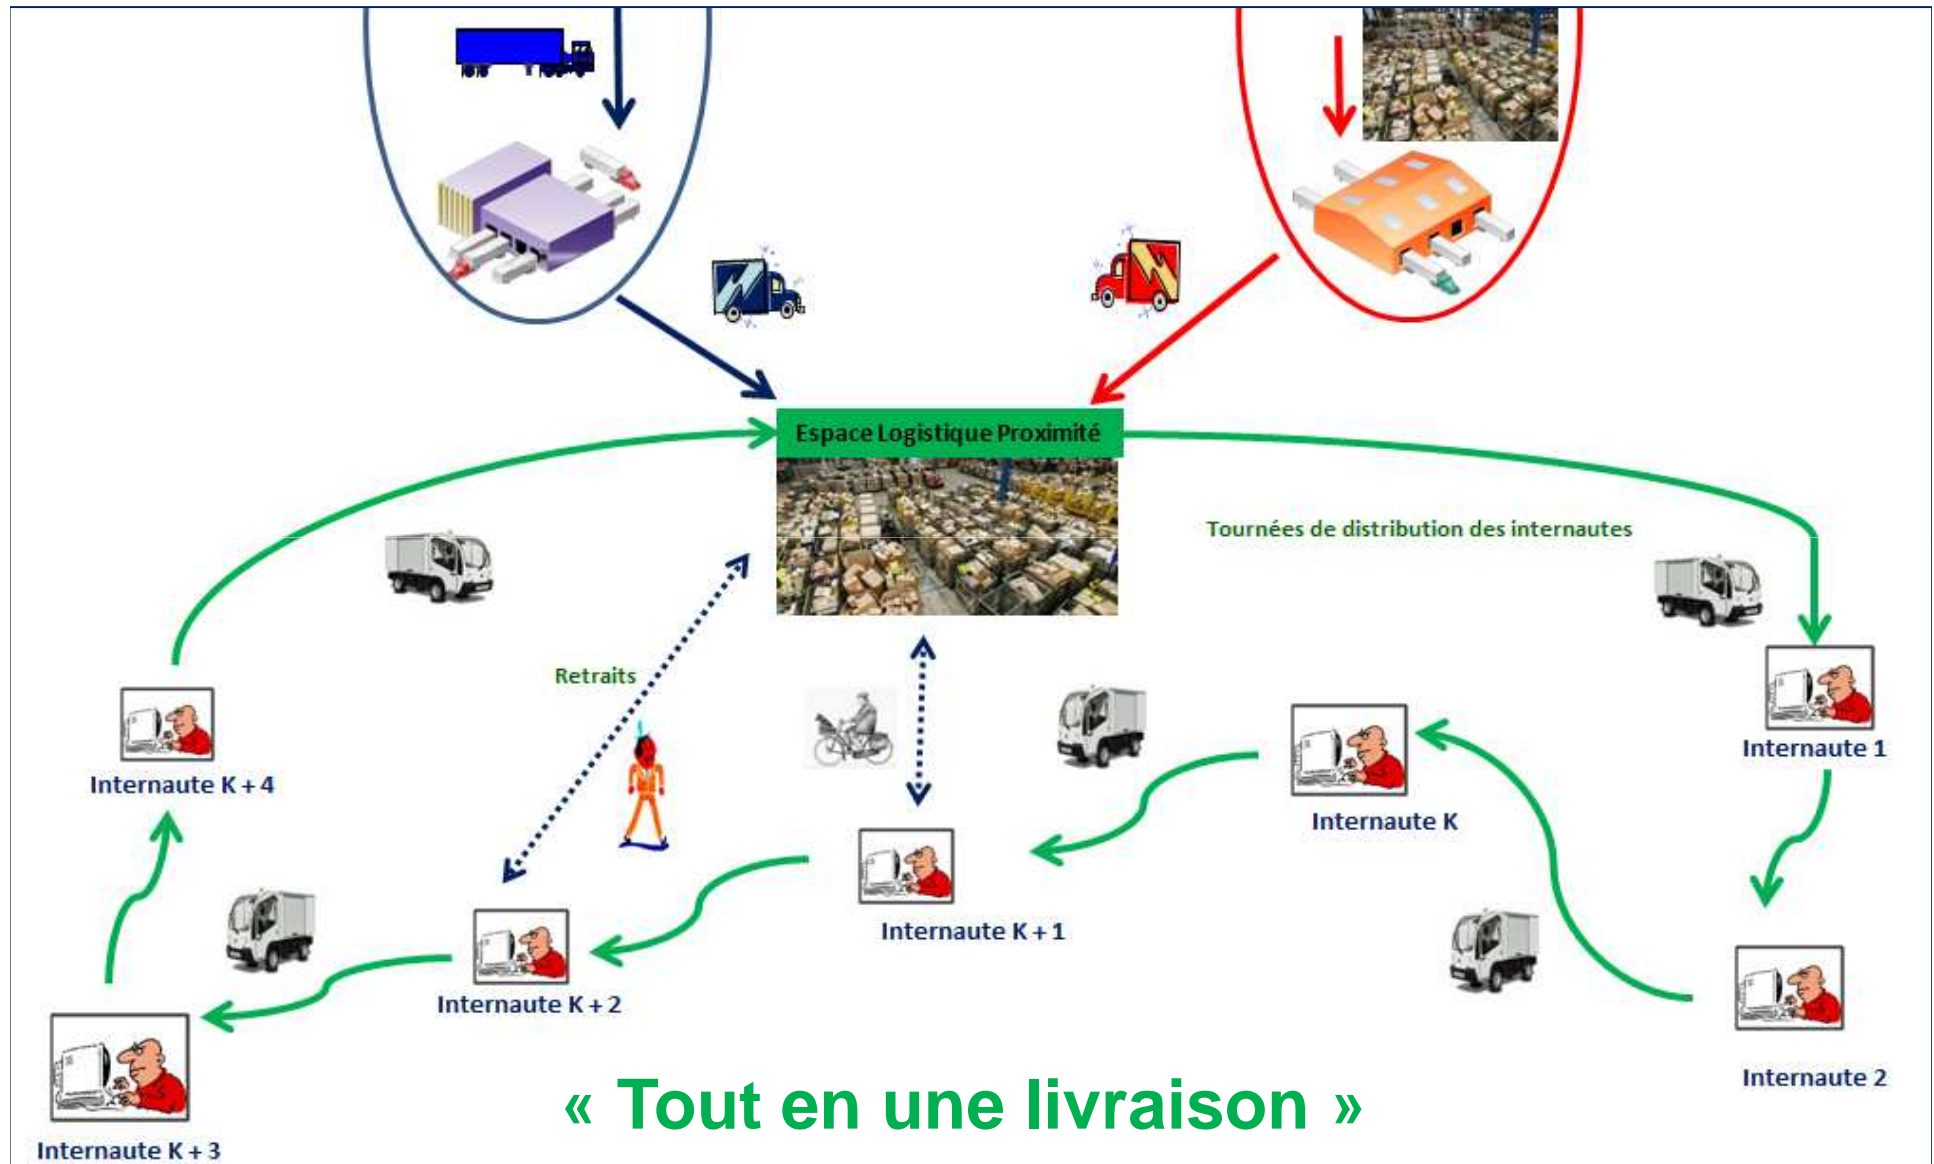 Espace Logistique Proximité
Tournées de distribution des internautes
Retraits
Internaute 1
Internaute K + 4
Internaute K
Internaute K + 1
Internaute K + 2
Internaute 2
« Tout en une livraison »
Internaute K + 3